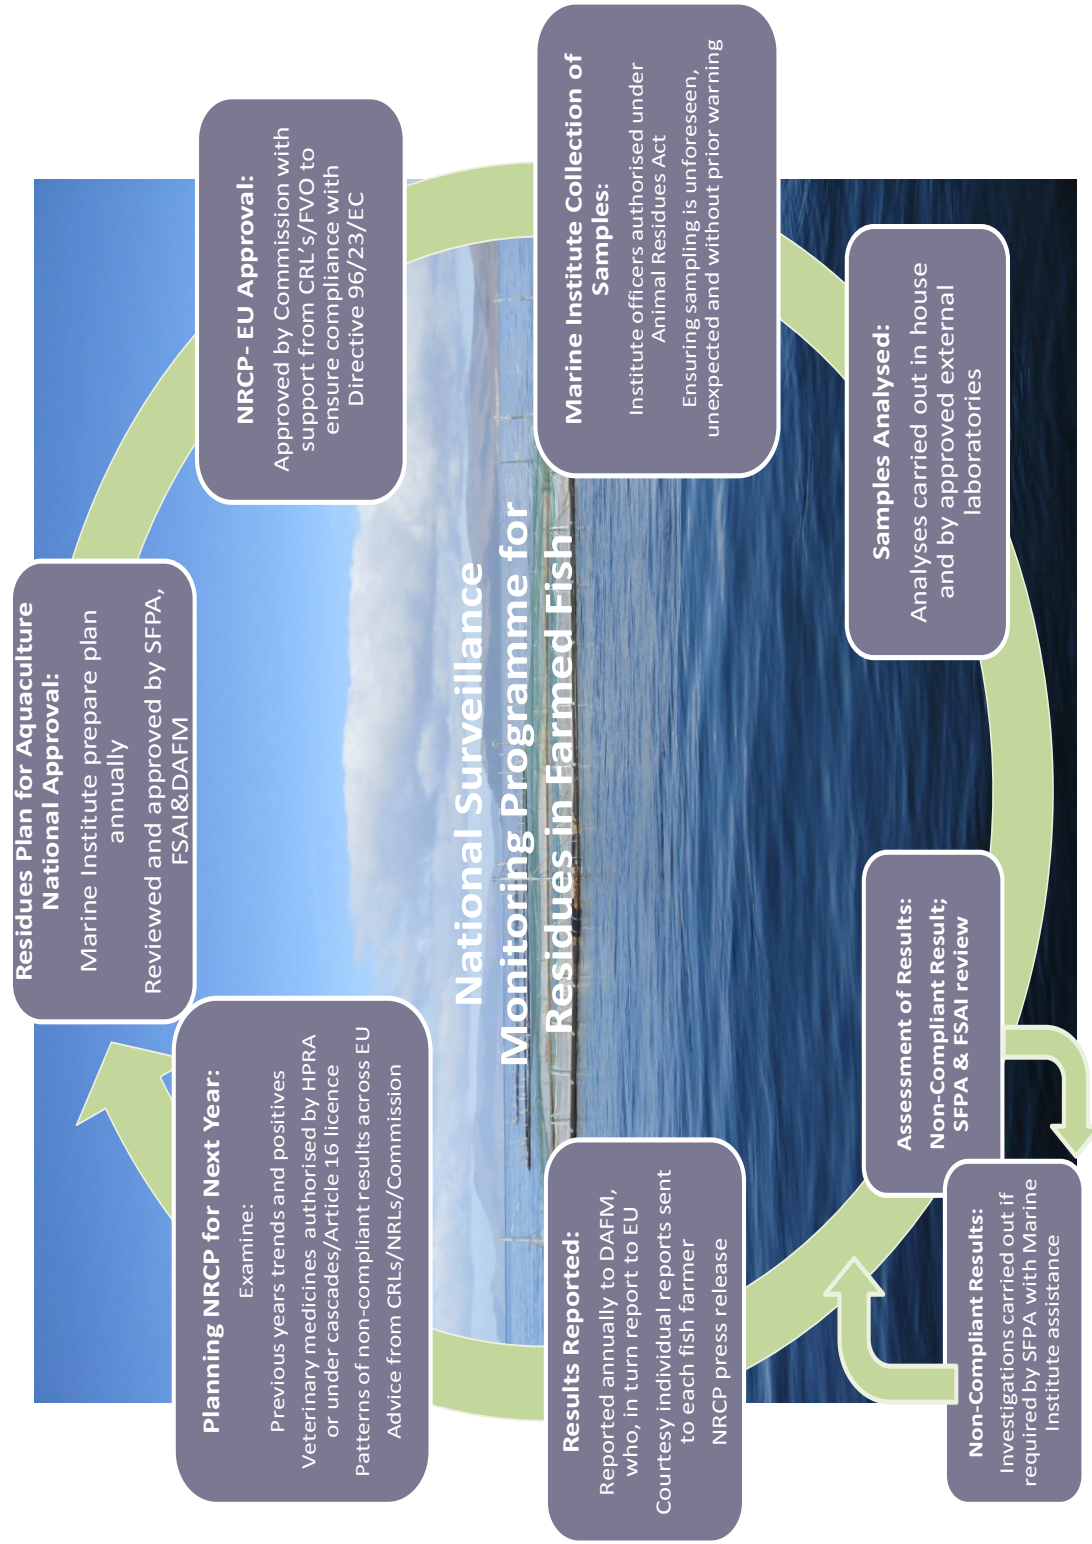 National Surveillance
Monitoring Programme for
Residues in Farmed Fish
Residues Plan for Aquaculture
National Approval:
Marine Institute prepare plan
annually
Reviewed and approved by SFPA,
FSAI&DAFM
NRCP- EU Approval:
Approved by Commission with
support from CRL's/FVO to
ensure compliance with
Directive 96/23/EC
Marine Institute Collection of
Samples:
Institute officers authorised under
Animal Residues Act
Ensuring sampling is unforeseen,
unexpected and without prior warning
Samples Analysed:
Analyses carried out in house
and by approved external
laboratories
Assessment of Results:
Non-Compliant Result;
SFPA & FSAI review
Non-Compliant Results:
Investigations carried out if
required by SFPA with Marine
Institute assistance
Results Reported:
Reported annually to DAFM,
who, in turn report to EU
Courtesy individual reports sent
to each fish farmer
NRCP press release
Planning NRCP for Next Year:
Examine:
Previous years trends and positives
Veterinary medicines authorised by HPRA
or under cascades/Article 16 licence
Patterns of non-compliant results across EU
Advice from CRLs/NRLs/Commission